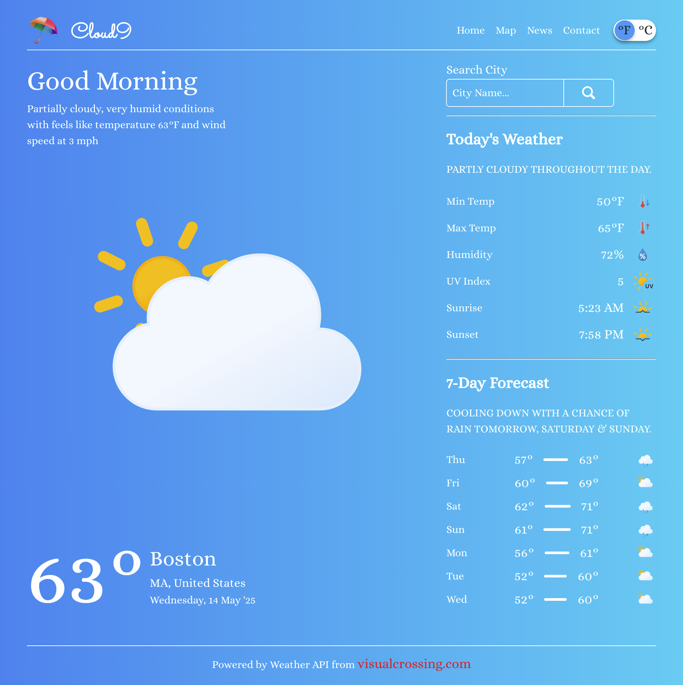 Cloud9
Home Map News Contact °F °C
Good Morning
Partially cloudy, very humid conditions
with feels like temperature 63°F and wind
speed at 3 mph
Search City
City Name...
Today's Weather
PARTLY CLOUDY THROUGHOUT THE DAY.
Min Temp 50°F
Max Temp 65°F
Humidity 72% %
UV Index 5 UV
Sunrise 5:23 AM
Sunset 7:58 PM
7-Day Forecast
COOLING DOWN WITH A CHANCE OF
RAIN TOMORROW, SATURDAY & SUNDAY.
Thu 57° 63°
Fri 60° 69°
Sat 62° 71°
Sun 61° 71°
Mon 56° 61°
Tue 52° 60°
Wed 52° 60°
63°
Boston
MA, United States
Wednesday, 14 May '25
Powered by Weather API from visualcrossing.com